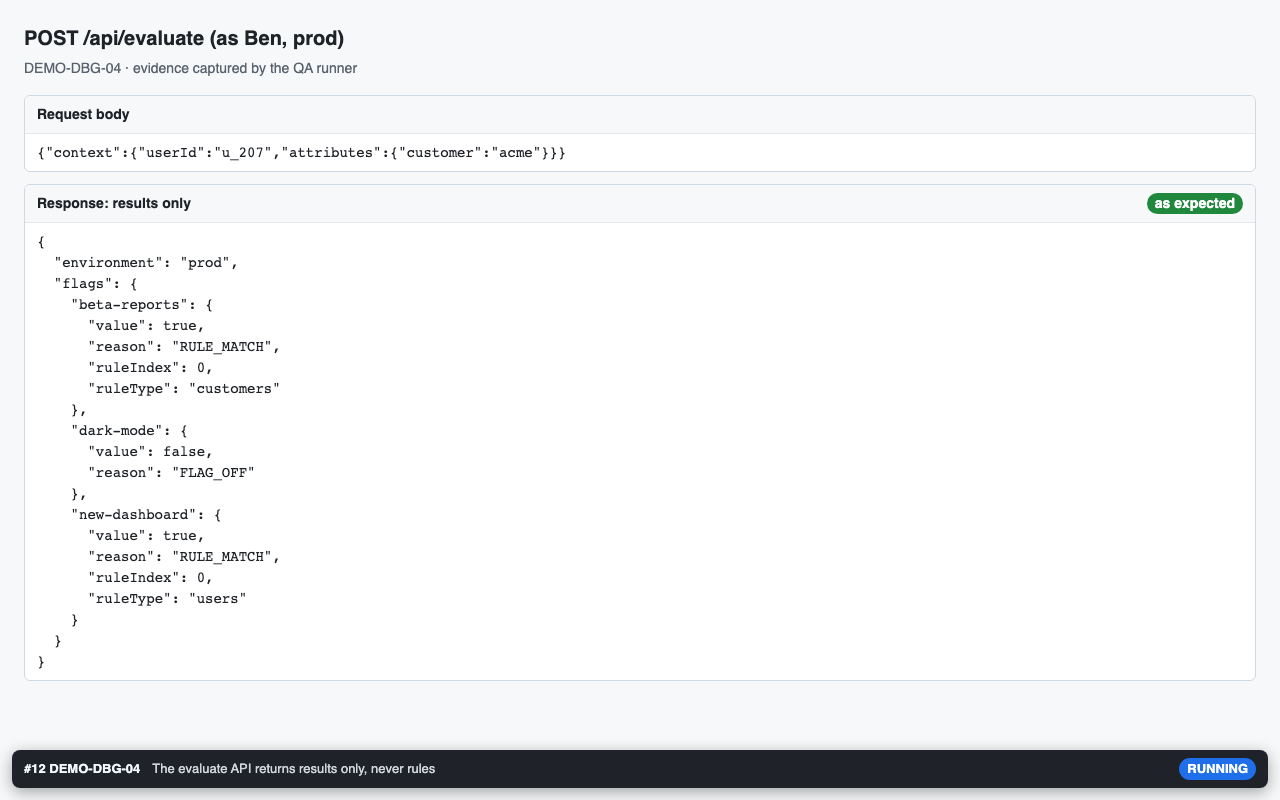 POST /api/evaluate (as Ben, prod)
DEMO-DBG-04 · evidence captured by the QA runner
Request body
{"context":{"userId":"u_207","attributes":{"customer":"acme"}}}
Response: results only
as expected
{
  "environment": "prod",
  "flags": {
    "beta-reports": {
      "value": true,
      "reason": "RULE_MATCH",
      "ruleIndex": 0,
      "ruleType": "customers"
    },
    "dark-mode": {
      "value": false,
      "reason": "FLAG_OFF"
    },
    "new-dashboard": {
      "value": true,
      "reason": "RULE_MATCH",
      "ruleIndex": 0,
      "ruleType": "users"
    }
  }
}
#12 DEMO-DBG-04 The evaluate API returns results only, never rules RUNNING